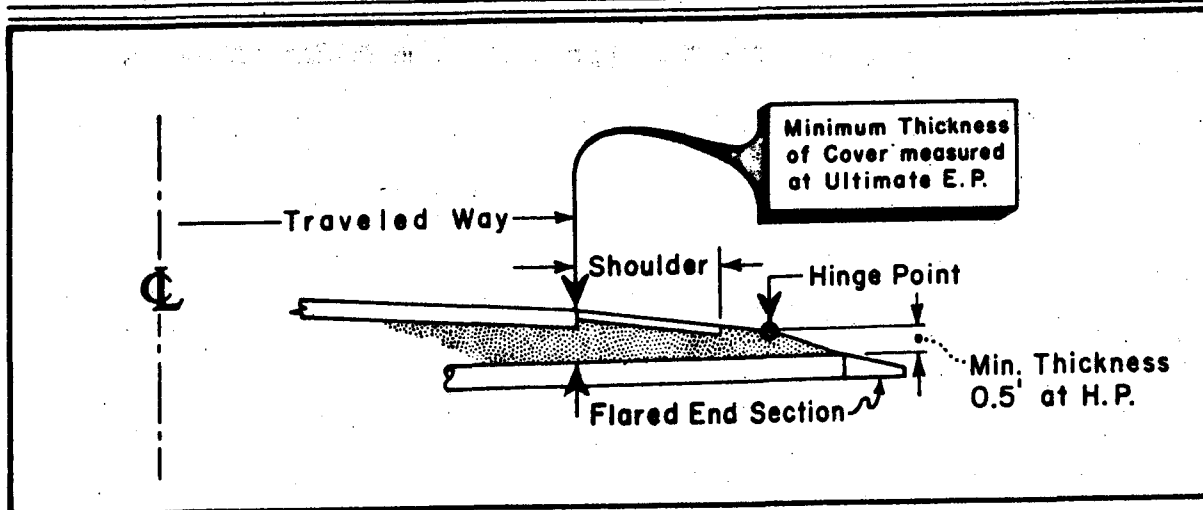 Minimum Thickness
of Cover measured
at Ultimate E.P.
Traveled Way
Shoulder
Hinge Point
℄
Min. Thickness
0.5' at H.P.
Flared End Section